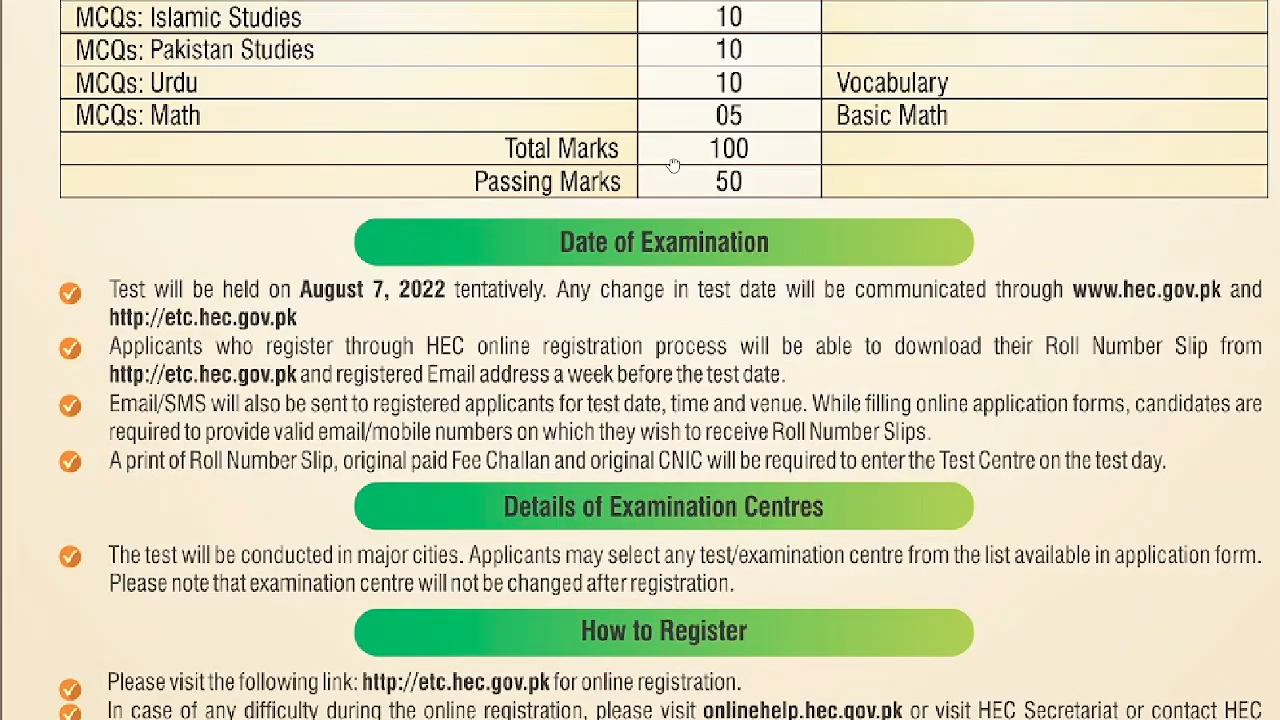 MCQs: Islamic Studies 10
MCQs: Pakistan Studies 10
MCQs: Urdu 10 Vocabulary
MCQs: Math 05 Basic Math
Total Marks 100
Passing Marks 50
Date of Examination
Test will be held on August 7, 2022 tentatively. Any change in test date will be communicated through www.hec.gov.pk and
http://etc.hec.gov.pk
Applicants who register through HEC online registration process will be able to download their Roll Number Slip from
http://etc.hec.gov.pk and registered Email address a week before the test date.
Email/SMS will also be sent to registered applicants for test date, time and venue. While filling online application forms, candidates are
required to provide valid email/mobile numbers on which they wish to receive Roll Number Slips.
A print of Roll Number Slip, original paid Fee Challan and original CNIC will be required to enter the Test Centre on the test day.
Details of Examination Centres
The test will be conducted in major cities. Applicants may select any test/examination centre from the list available in application form.
Please note that examination centre will not be changed after registration.
How to Register
Please visit the following link: http://etc.hec.gov.pk for online registration.
In case of any difficulty during the online registration, please visit onlinehelp.hec.gov.pk or visit HEC Secretariat or contact HEC